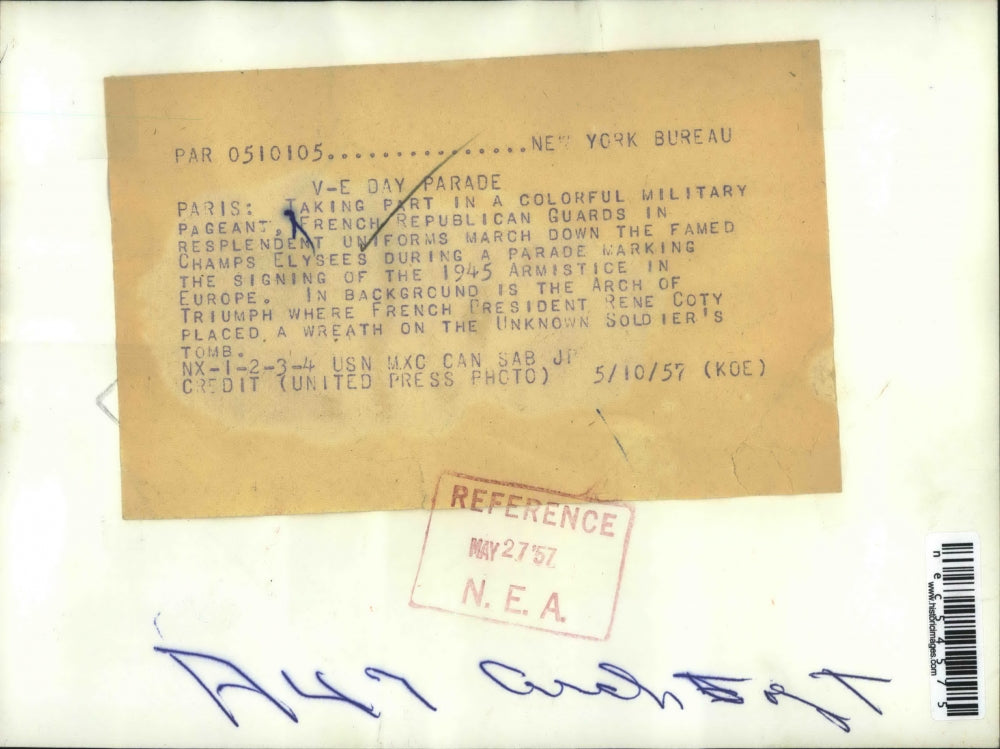 PAR 0510105................NEW YORK BUREAU
V-E DAY PARADE
PARIS: TAKING PART IN A COLORFUL MILITARY
PAGEANT, FRENCH REPUBLICAN GUARDS IN
RESPLENDENT UNIFORMS MARCH DOWN THE FAMED
CHAMPS ELYSEES DURING A PARADE MARKING
THE SIGNING OF THE 1945 ARMISTICE IN
EUROPE. IN BACKGROUND IS THE ARCH OF
TRIUMPH WHERE FRENCH PRESIDENT RENE COTY
PLACED A WREATH ON THE UNKNOWN SOLDIER'S
TOMB.
NX-1-2-3-4 USN MXC CAN SAB JP
CREDIT (UNITED PRESS PHOTO) 5/10/57 (KOE)
REFERENCE
MAY 27 '57
N. E. A.
nec54575
www.historicimages.com